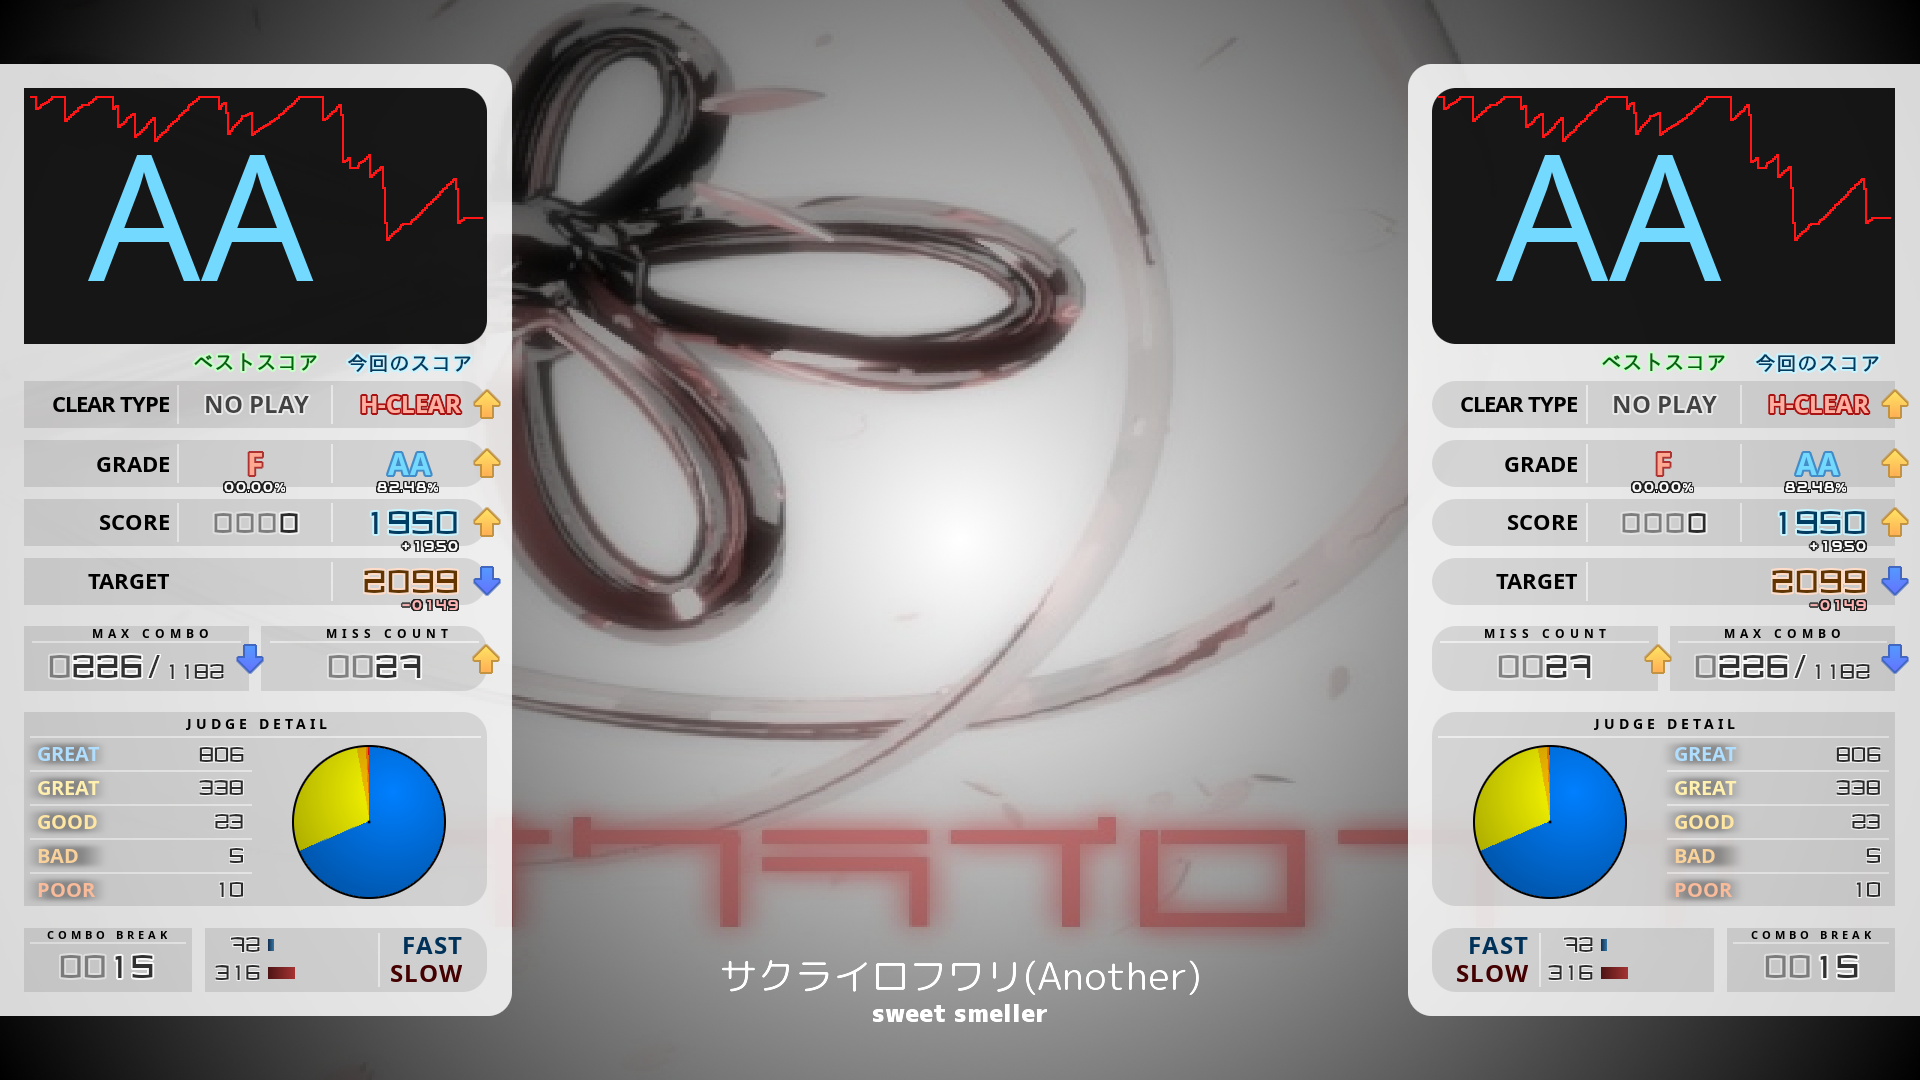 AA
ベストスコア 今回のスコア
CLEAR TYPE NO PLAY H-CLEAR
GRADE F 00.00% AA 82.48%
SCORE 0000 1950
+1950
TARGET 2099
-0149
MAX COMBO MISS COUNT
0226/1182 0027
JUDGE DETAIL
GREAT 806
GREAT 338
GOOD 23
BAD 5
POOR 10
COMBO BREAK
0015
72 FAST
316 SLOW
サクライロフワリ(Another)
sweet smeller
AA
ベストスコア 今回のスコア
CLEAR TYPE NO PLAY H-CLEAR
GRADE F 00.00% AA 82.48%
SCORE 0000 1950
+1950
TARGET 2099
-0149
MISS COUNT MAX COMBO
0027 0226/1182
JUDGE DETAIL
GREAT 806
GREAT 338
GOOD 23
BAD 5
POOR 10
FAST 72
SLOW 316
COMBO BREAK
0015